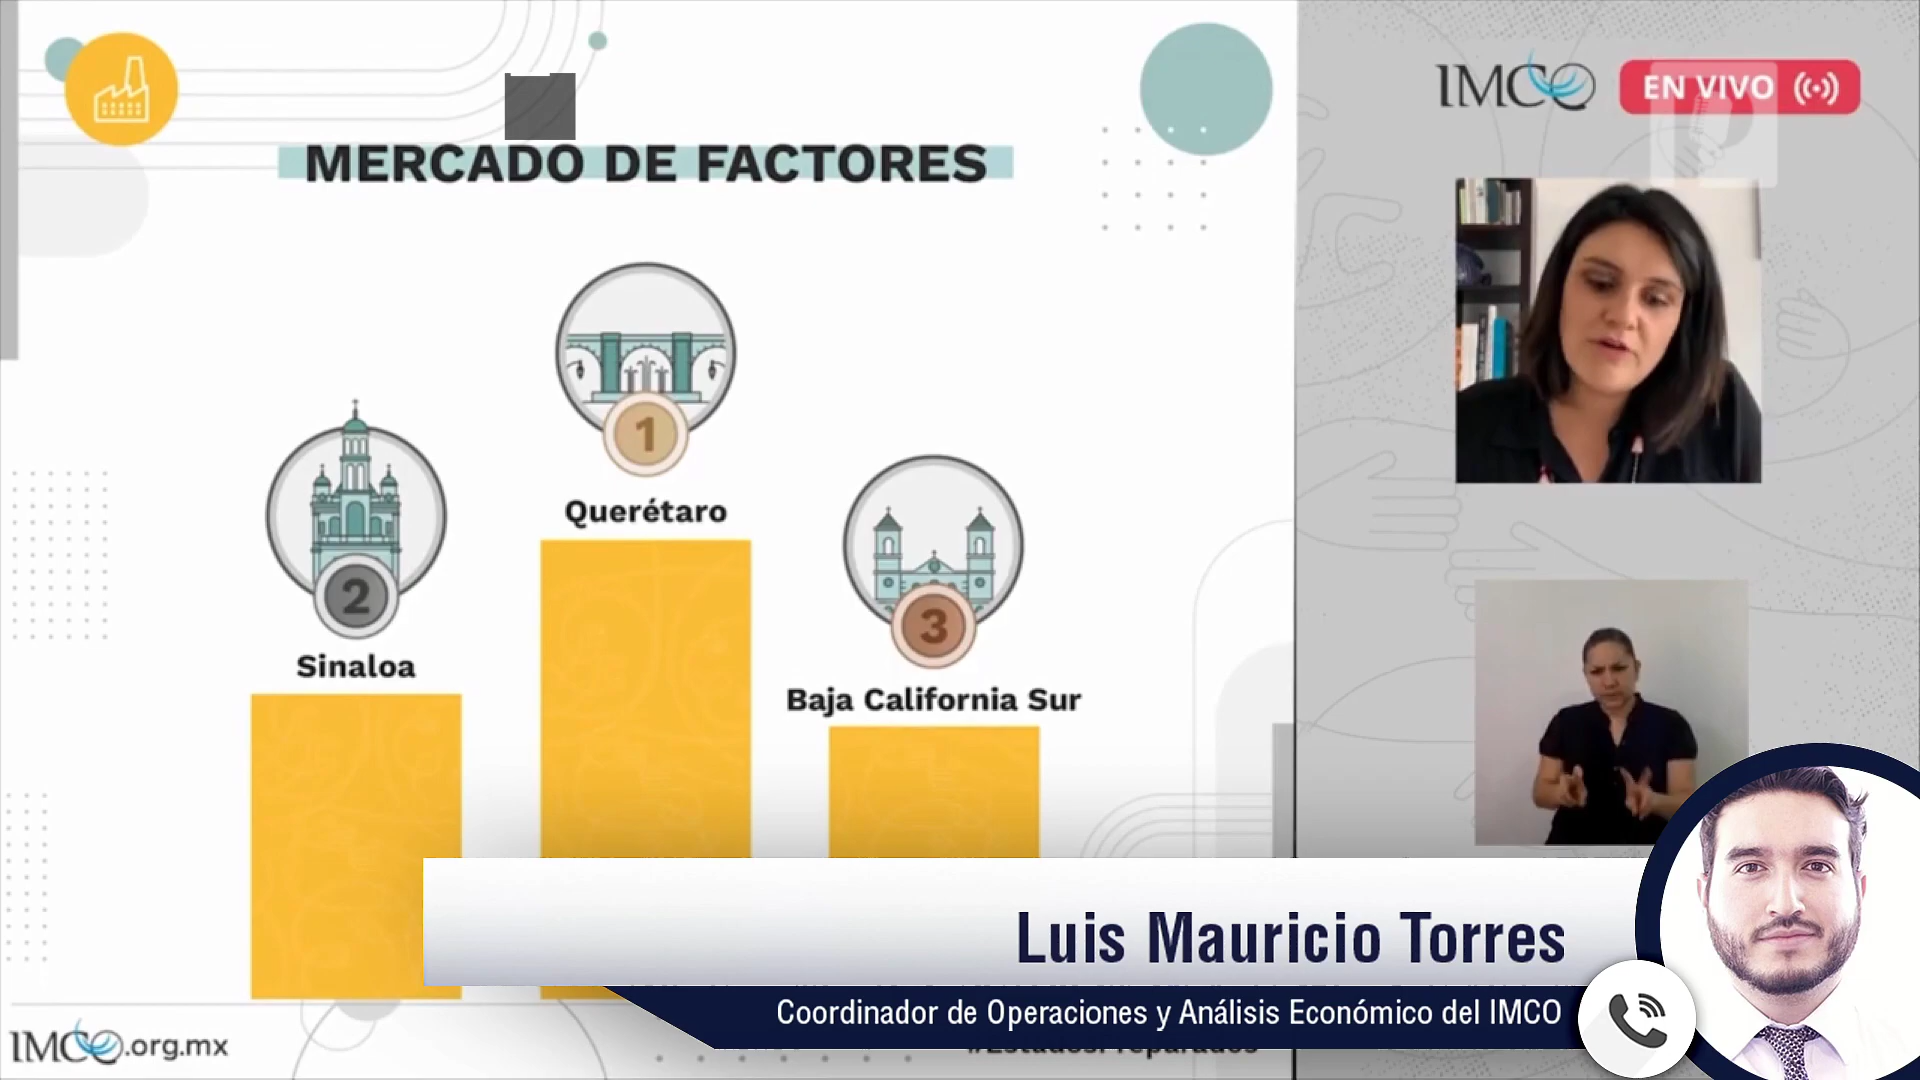 IMCO
EN VIVO
MERCADO DE FACTORES
1
Querétaro
2
Sinaloa
3
Baja California Sur
Luis Mauricio Torres
Coordinador de Operaciones y Análisis Económico del IMCO
IMCO.org.mx
#EstadosPreparados